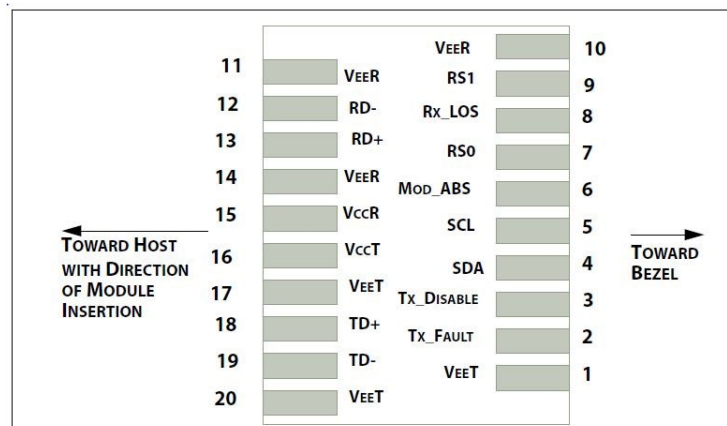 10
VEER
11
VEER
RS1
9
12
RD-
RX_LOS
8
13
RD+
RS0
7
14
VEER
MOD_ABS
6
15
VCCR
SCL
5
TOWARD HOST
WITH DIRECTION
OF MODULE
INSERTION
TOWARD
BEZEL
16
VCCT
SDA
4
17
VEET
TX_DISABLE
3
18
TD+
TX_FAULT
2
19
TD-
VEET
1
20
VEET